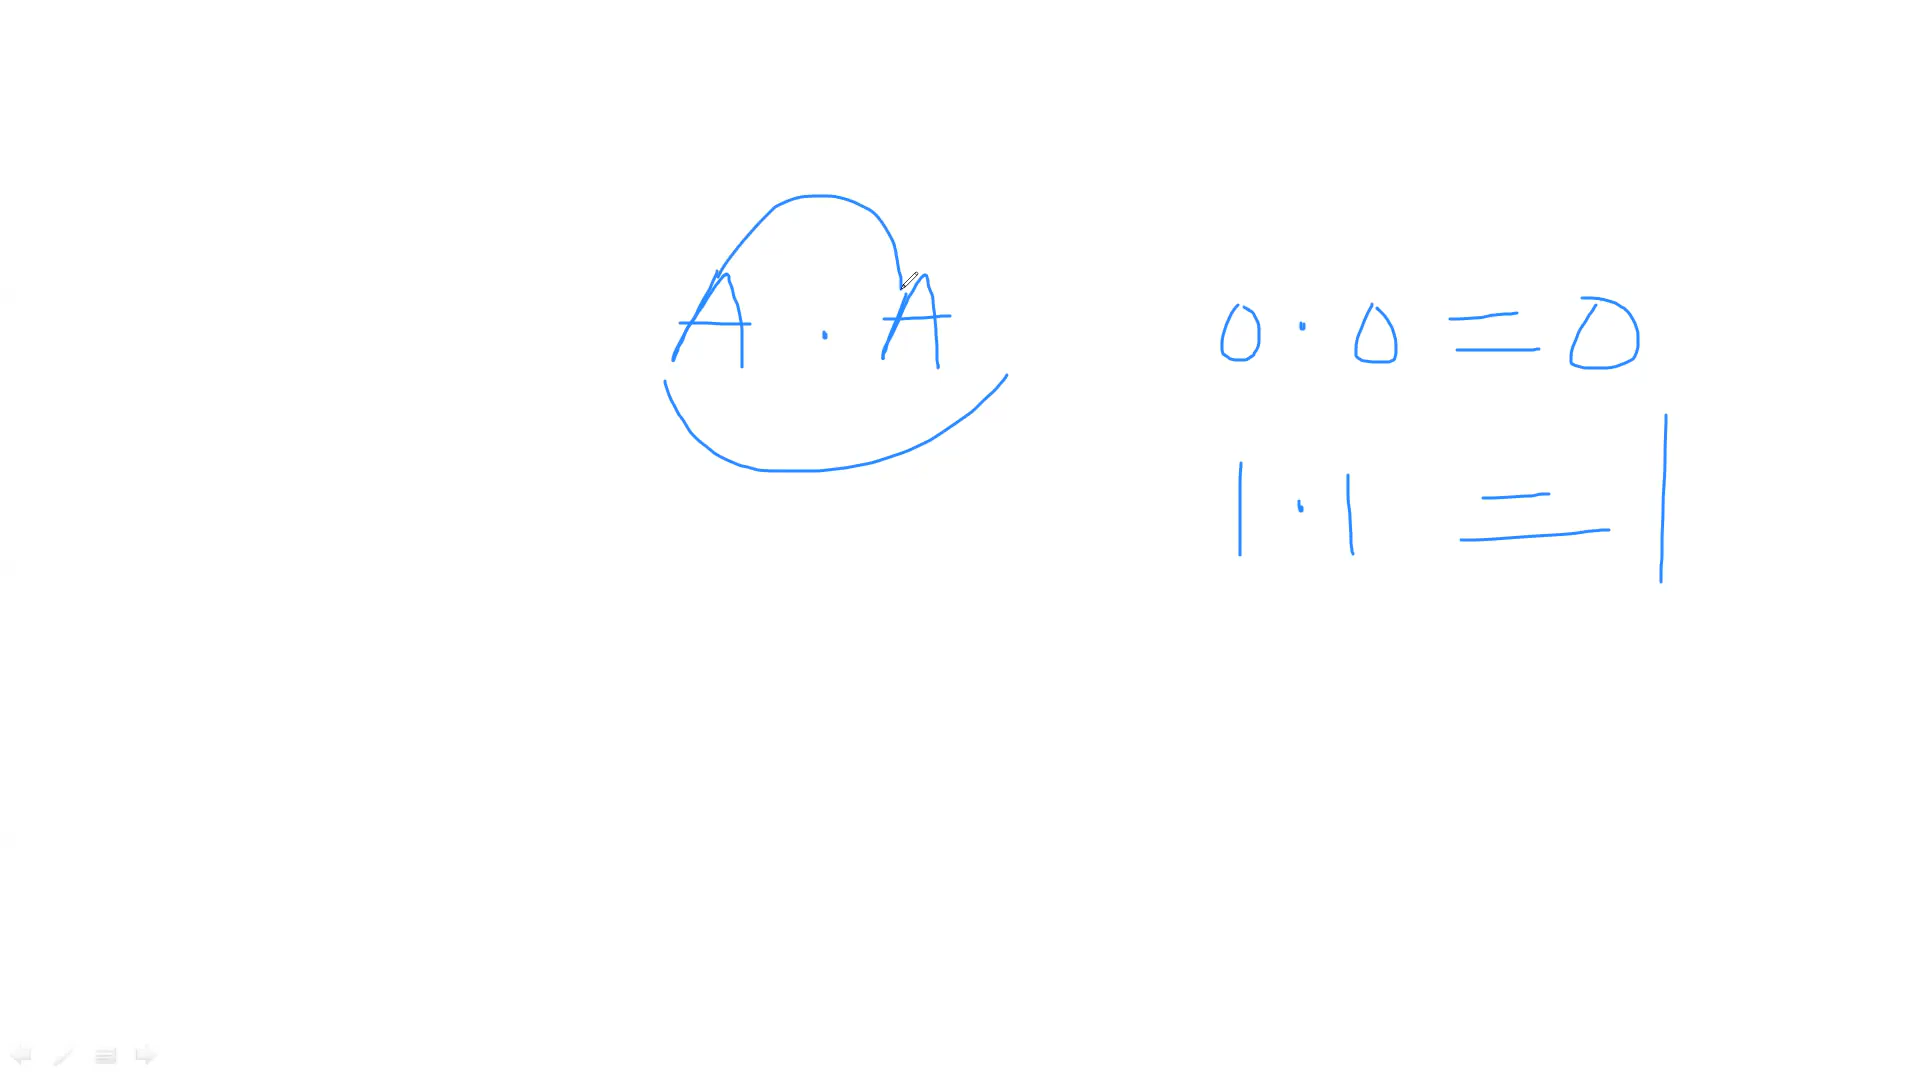 A · A
0 · 0 = 0
1 · 1 = 1